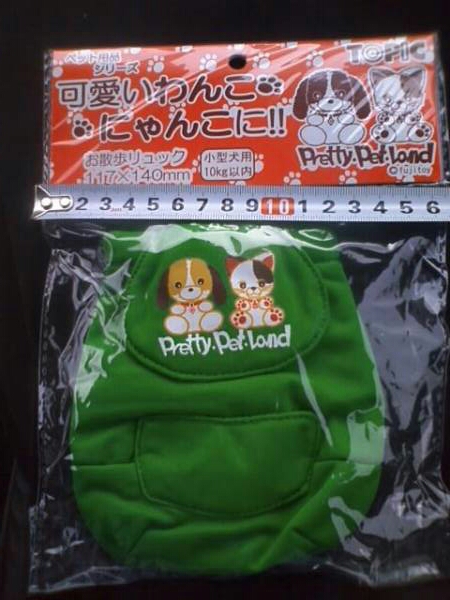 ペット用品
シリーズ
TOPIC
可愛いわんこ
にゃんこに!!
Pretty・Pet・Land
©fujitoy
お散歩リュック
117×140mm
小型犬用
10kg以内
2 3 4 5 6 7 8 9 10 1 2 3 4 5 6
Pretty・Pet・Land